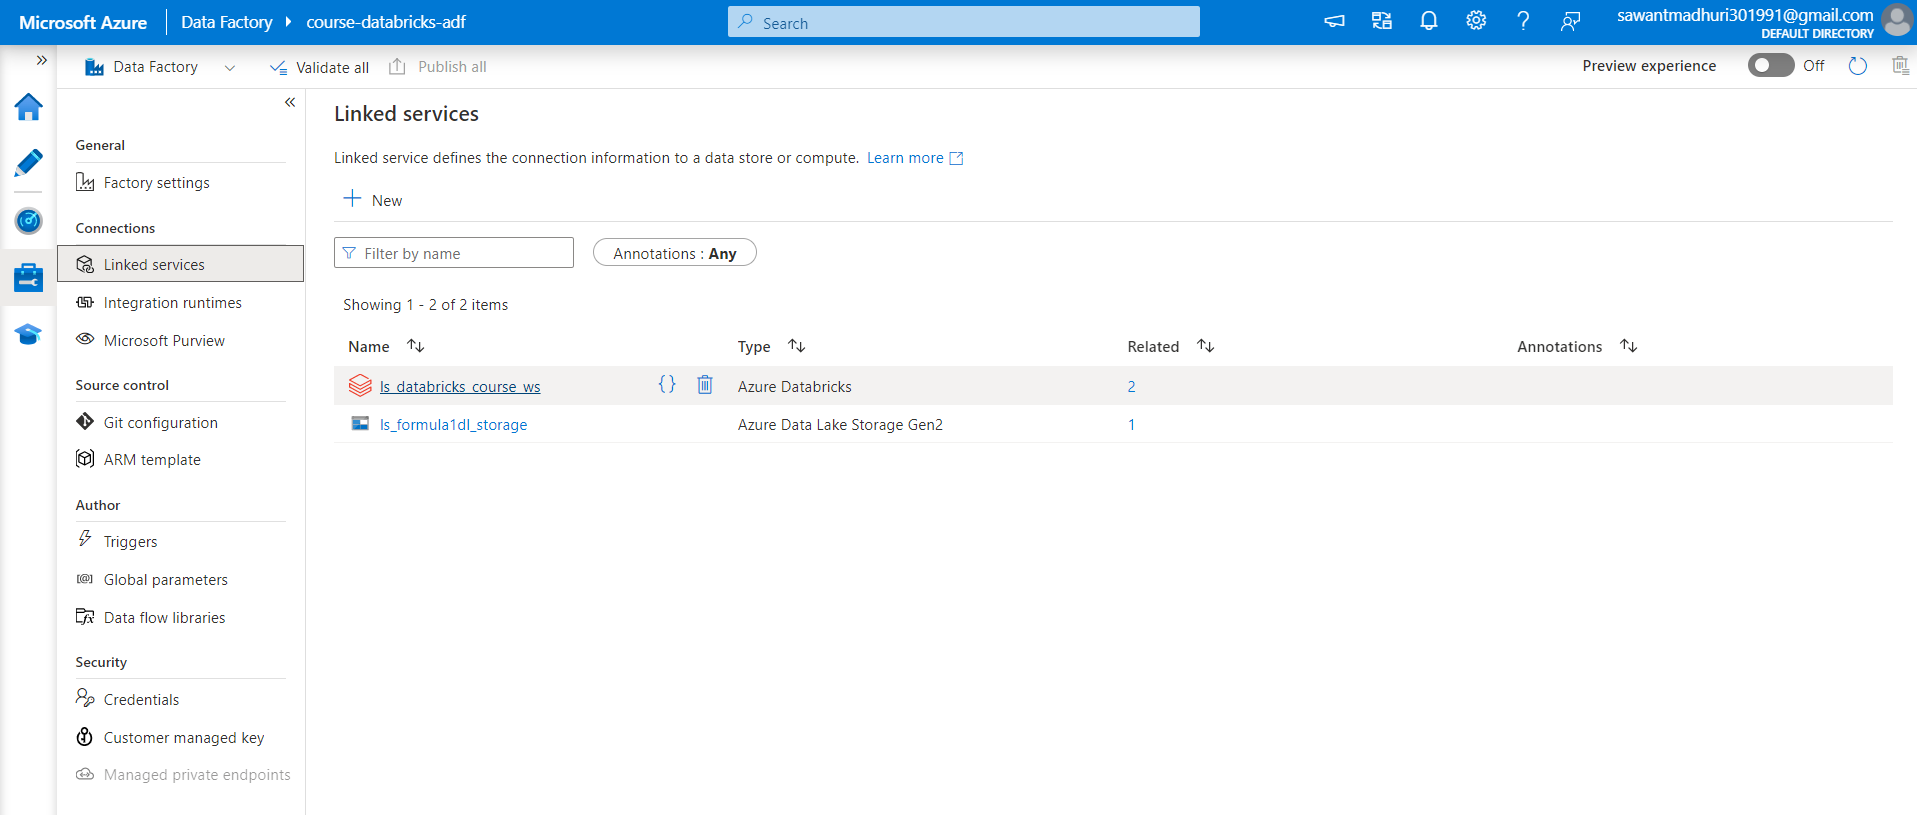 Microsoft Azure
Data Factory
course-databricks-adf
Search
sawantmadhuri301991@gmail.com
DEFAULT DIRECTORY
Data Factory
Validate all
Publish all
Preview experience
Off
General
Factory settings
Connections
Linked services
Integration runtimes
Microsoft Purview
Source control
Git configuration
ARM template
Author
Triggers
Global parameters
Data flow libraries
Security
Credentials
Customer managed key
Managed private endpoints
Linked services
Linked service defines the connection information to a data store or compute. Learn more
New
Filter by name
Annotations : Any
Showing 1 - 2 of 2 items
Name Type Related Annotations
ls_databricks_course_ws {} Azure Databricks 2
ls_formula1dl_storage Azure Data Lake Storage Gen2 1